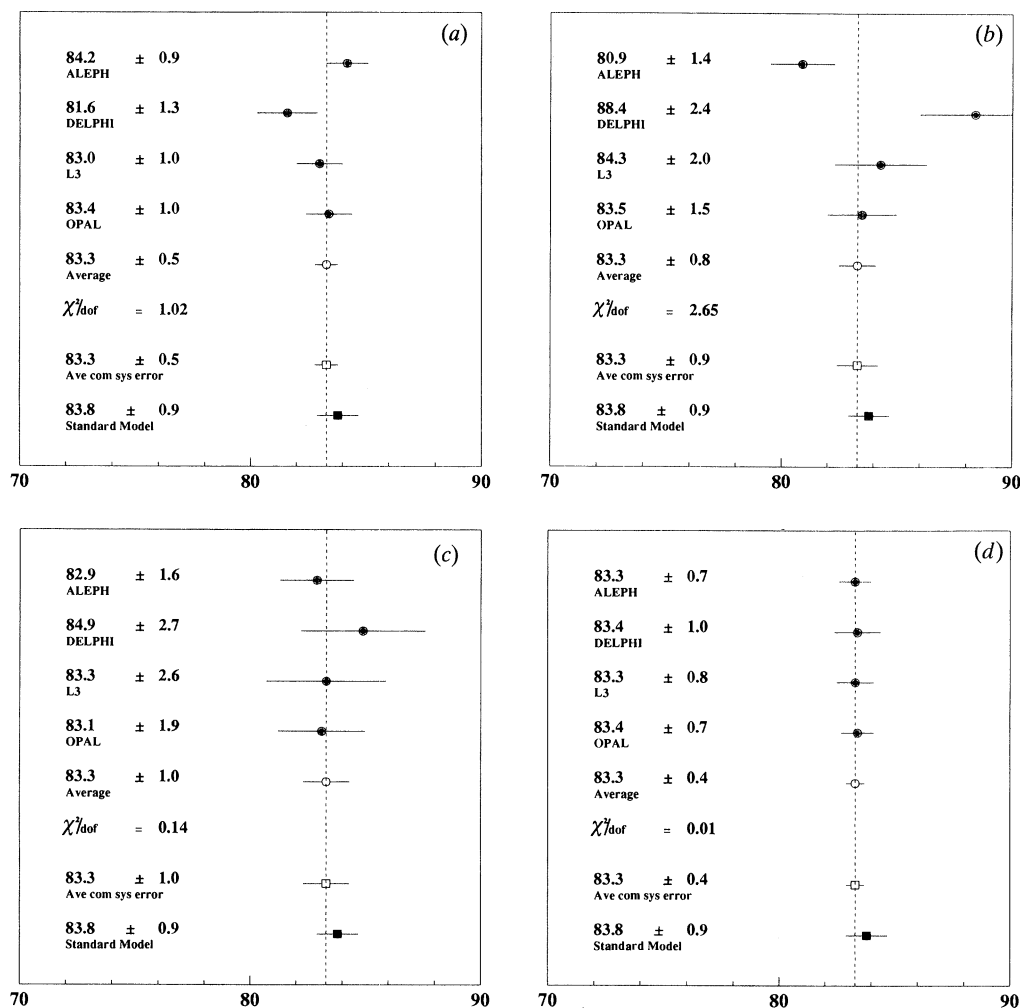 (a)
84.2 ± 0.9
ALEPH
81.6 ± 1.3
DELPHI
83.0 ± 1.0
L3
83.4 ± 1.0
OPAL
83.3 ± 0.5
Average
χ²/dof = 1.02
83.3 ± 0.5
Ave com sys error
83.8 ± 0.9
Standard Model
70 80 90
(b)
80.9 ± 1.4
ALEPH
88.4 ± 2.4
DELPHI
84.3 ± 2.0
L3
83.5 ± 1.5
OPAL
83.3 ± 0.8
Average
χ²/dof = 2.65
83.3 ± 0.9
Ave com sys error
83.8 ± 0.9
Standard Model
70 80 90
(c)
82.9 ± 1.6
ALEPH
84.9 ± 2.7
DELPHI
83.3 ± 2.6
L3
83.1 ± 1.9
OPAL
83.3 ± 1.0
Average
χ²/dof = 0.14
83.3 ± 1.0
Ave com sys error
83.8 ± 0.9
Standard Model
70 80 90
(d)
83.3 ± 0.7
ALEPH
83.4 ± 1.0
DELPHI
83.3 ± 0.8
L3
83.4 ± 0.7
OPAL
83.3 ± 0.4
Average
χ²/dof = 0.01
83.3 ± 0.4
Ave com sys error
83.8 ± 0.9
Standard Model
70 80 90